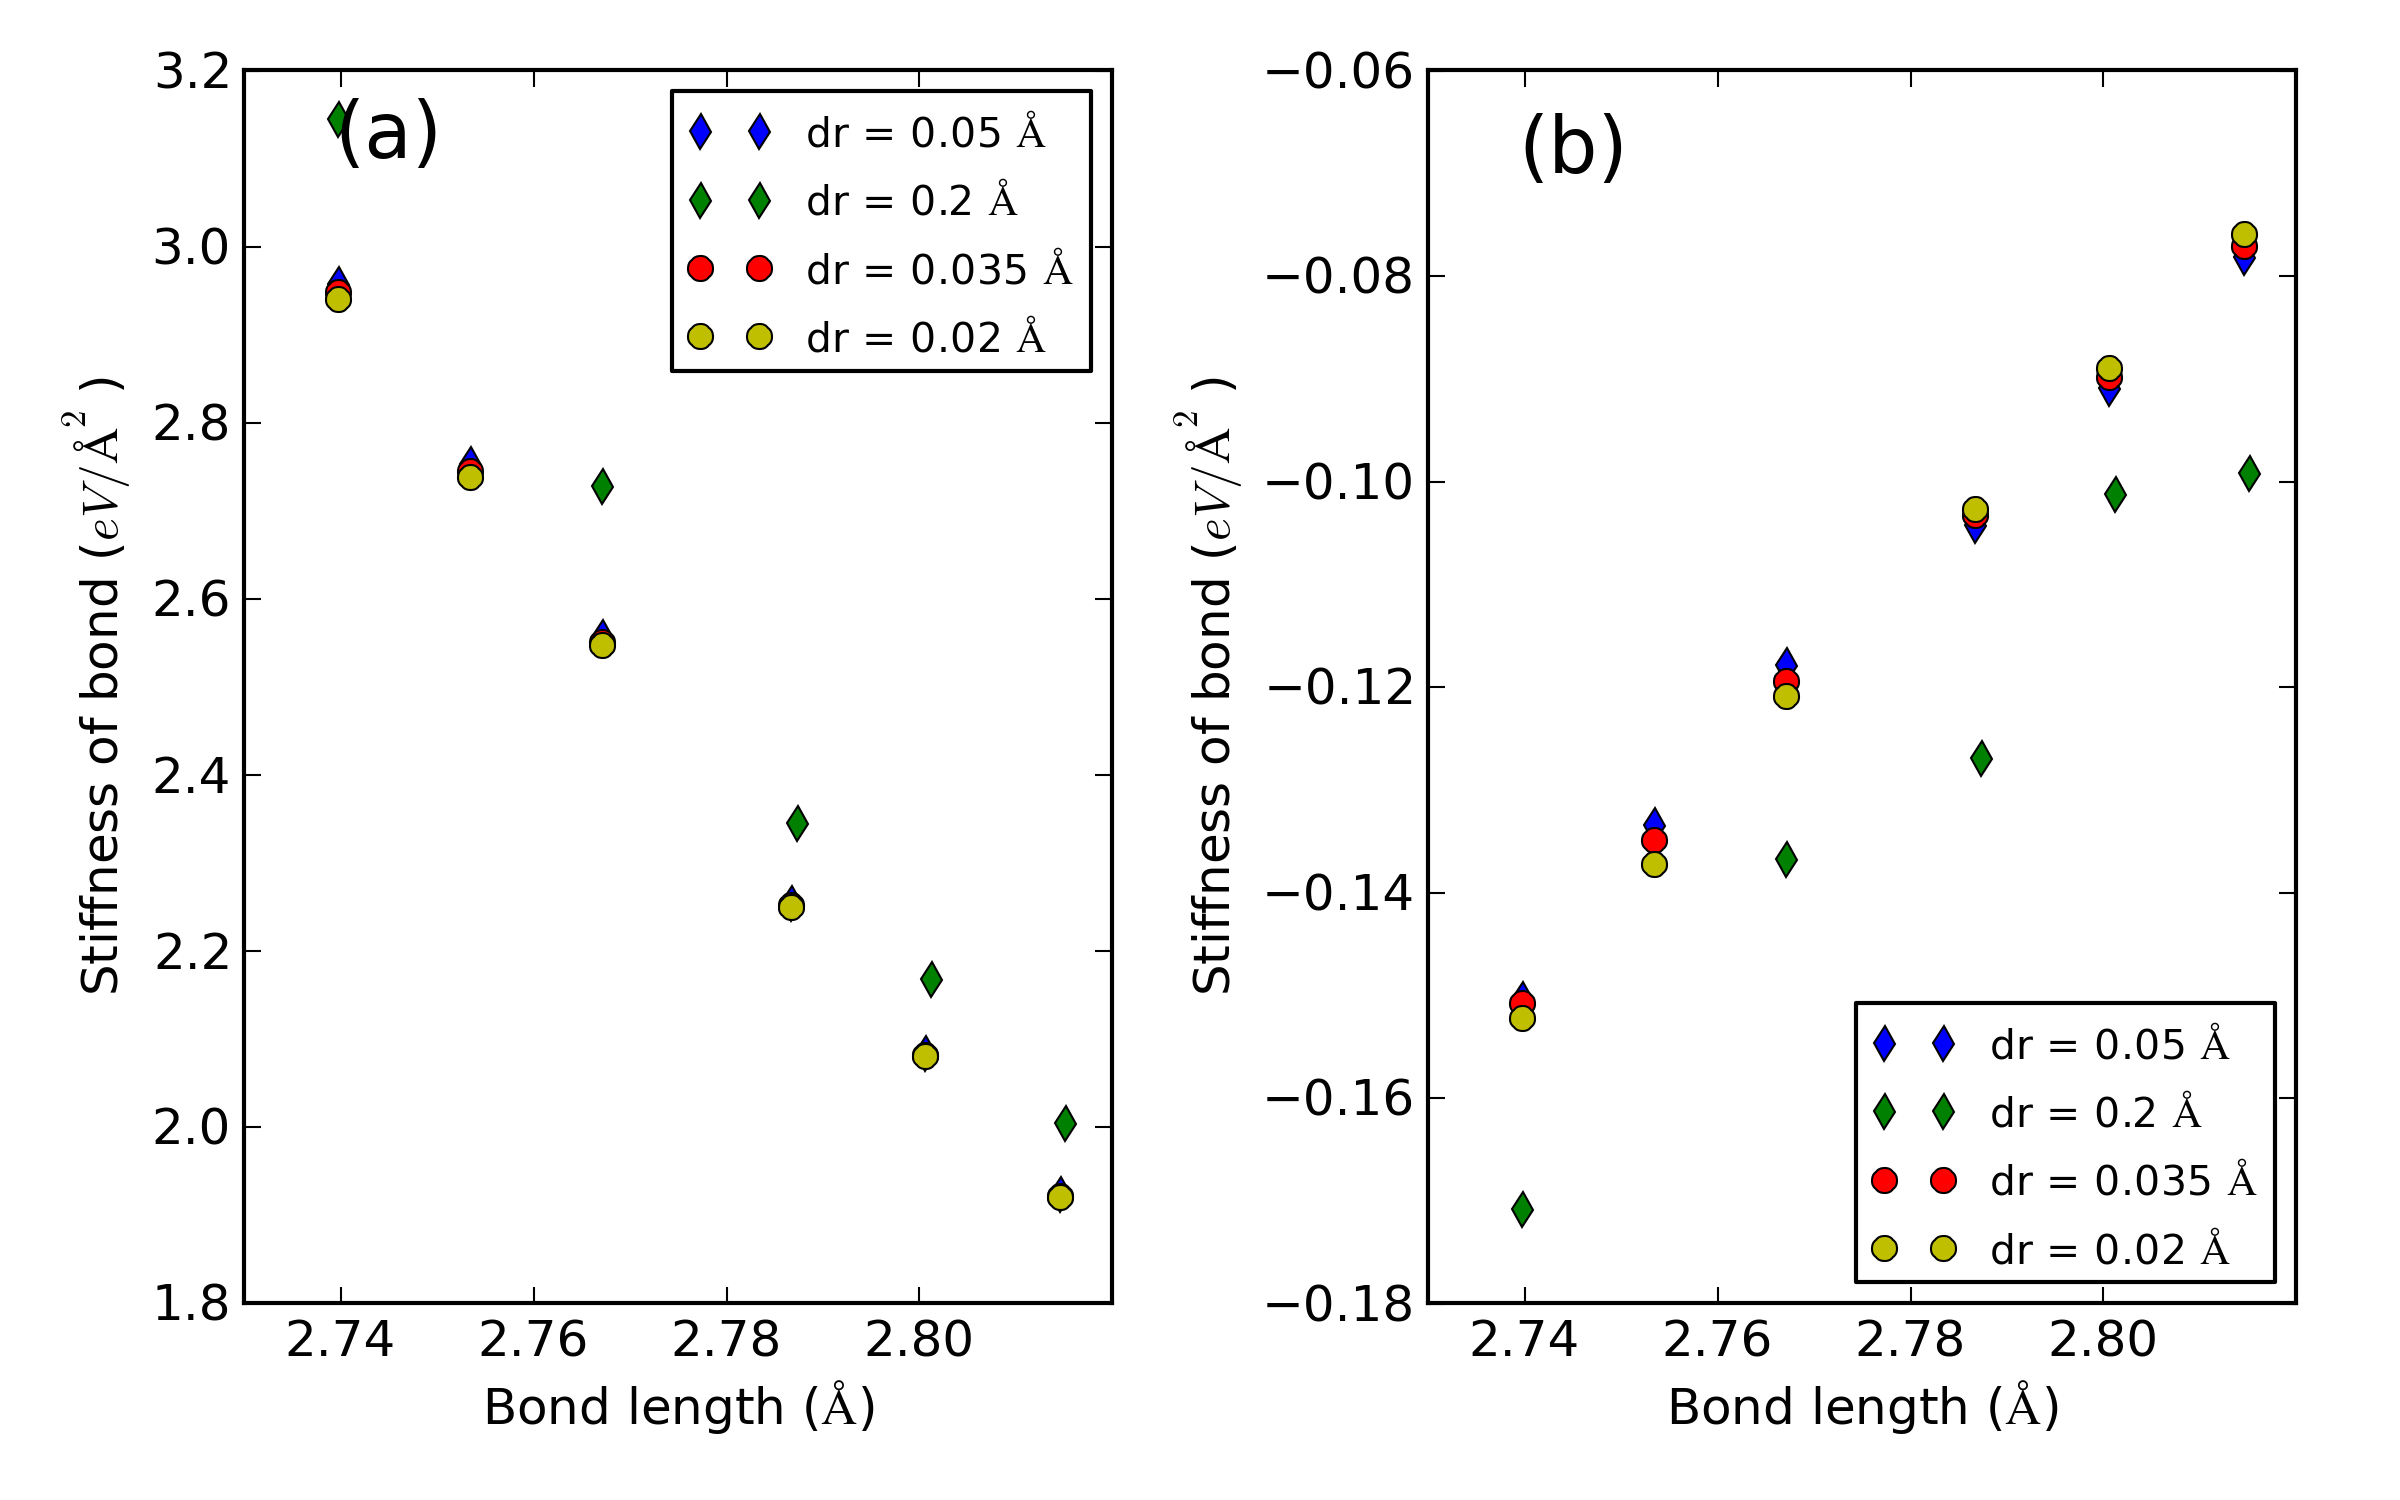 (a)
3.2
3.0
2.8
2.6
2.4
2.2
2.0
1.8
2.74 2.76 2.78 2.80
Bond length (Å)
Stiffness of bond (eV/Å² )
dr = 0.05 Å
dr = 0.2 Å
dr = 0.035 Å
dr = 0.02 Å
(b)
−0.06
−0.08
−0.10
−0.12
−0.14
−0.16
−0.18
2.74 2.76 2.78 2.80
Bond length (Å)
Stiffness of bond (eV/Å² )
dr = 0.05 Å
dr = 0.2 Å
dr = 0.035 Å
dr = 0.02 Å